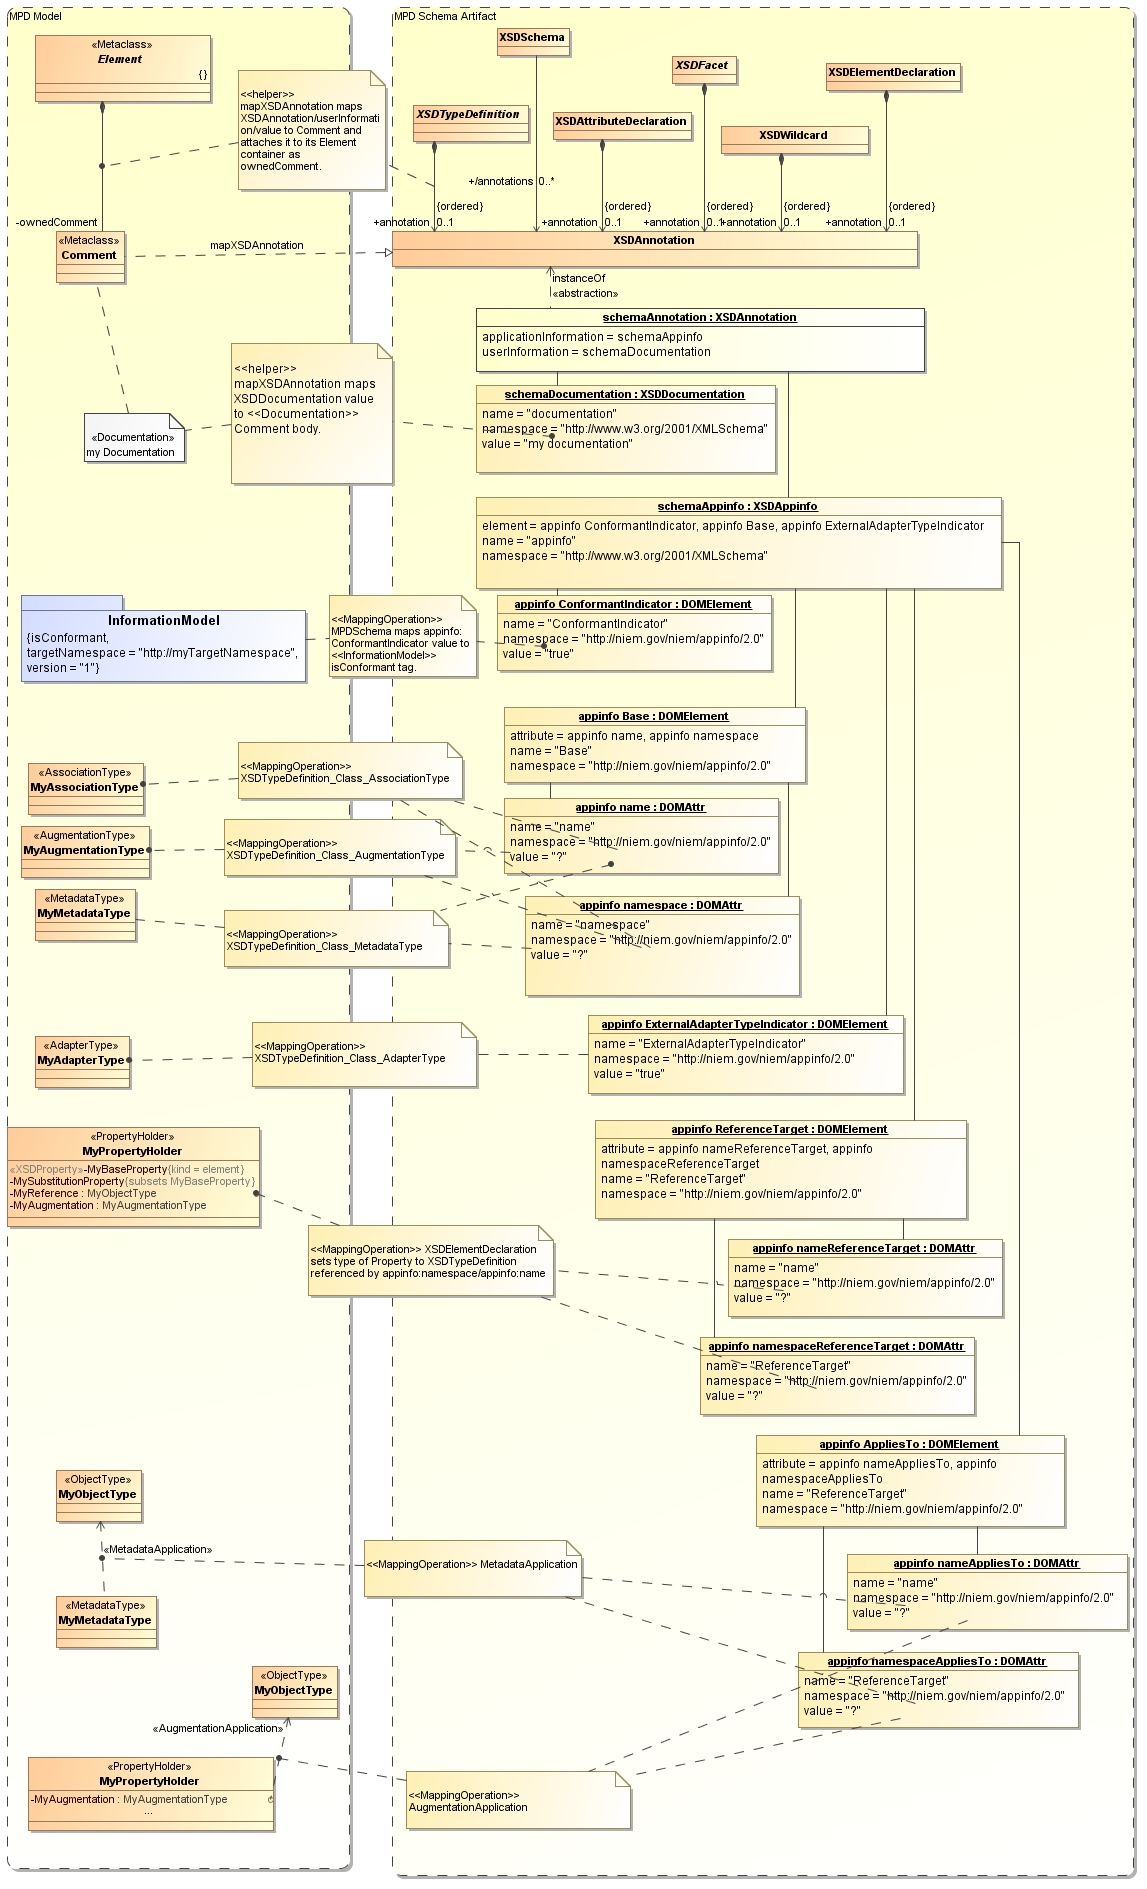 MPD Model
MPD Schema Artifact
«Metaclass»
Element
{}
XSDSchema
XSDFacet
XSDElementDeclaration
<<helper>>
mapXSDAnnotation maps
XSDAnnotation/userInformati
on/value to Comment and
attaches it to its Element
container as
ownedComment.
XSDTypeDefinition
XSDAttributeDeclaration
XSDWildcard
+/annotations 0..*
{ordered}
{ordered}
{ordered}
{ordered}
{ordered}
-ownedComment
+annotation 0..1
+annotation 0..1
+annotation 0..1
+annotation 0..1
+annotation 0..1
«Metaclass»
Comment
mapXSDAnnotation
XSDAnnotation
instanceOf
«abstraction»
schemaAnnotation : XSDAnnotation
applicationInformation = schemaAppinfo
userInformation = schemaDocumentation
<<helper>>
mapXSDAnnotation maps
XSDDocumentation value
to <<Documentation>>
Comment body.
schemaDocumentation : XSDDocumentation
name = "documentation"
namespace = "http://www.w3.org/2001/XMLSchema"
value = "my documentation"
«Documentation»
my Documentation
schemaAppinfo : XSDAppinfo
element = appinfo ConformantIndicator, appinfo Base, appinfo ExternalAdapterTypeIndicator
name = "appinfo"
namespace = "http://www.w3.org/2001/XMLSchema"
InformationModel
{isConformant,
targetNamespace = "http://myTargetNamespace",
version = "1"}
<<MappingOperation>>
MPDSchema maps appinfo:
ConformantIndicator value to
<<InformationModel>>
isConformant tag.
appinfo ConformantIndicator : DOMElement
name = "ConformantIndicator"
namespace = "http://niem.gov/niem/appinfo/2.0"
value = "true"
appinfo Base : DOMElement
attribute = appinfo name, appinfo namespace
name = "Base"
namespace = "http://niem.gov/niem/appinfo/2.0"
«AssociationType»
MyAssociationType
<<MappingOperation>>
XSDTypeDefinition_Class_AssociationType
appinfo name : DOMAttr
name = "name"
namespace = "http://niem.gov/niem/appinfo/2.0"
value = "?"
«AugmentationType»
MyAugmentationType
<<MappingOperation>>
XSDTypeDefinition_Class_AugmentationType
«MetadataType»
MyMetadataType
<<MappingOperation>>
XSDTypeDefinition_Class_MetadataType
appinfo namespace : DOMAttr
name = "namespace"
namespace = "http://niem.gov/niem/appinfo/2.0"
value = "?"
«AdapterType»
MyAdapterType
<<MappingOperation>>
XSDTypeDefinition_Class_AdapterType
appinfo ExternalAdapterTypeIndicator : DOMElement
name = "ExternalAdapterTypeIndicator"
namespace = "http://niem.gov/niem/appinfo/2.0"
value = "true"
«PropertyHolder»
MyPropertyHolder
«XSDProperty»-MyBaseProperty{kind = element}
-MySubstitutionProperty{subsets MyBaseProperty}
-MyReference : MyObjectType
-MyAugmentation : MyAugmentationType
appinfo ReferenceTarget : DOMElement
attribute = appinfo nameReferenceTarget, appinfo
namespaceReferenceTarget
name = "ReferenceTarget"
namespace = "http://niem.gov/niem/appinfo/2.0"
<<MappingOperation>> XSDElementDeclaration
sets type of Property to XSDTypeDefinition
referenced by appinfo:namespace/appinfo:name
appinfo nameReferenceTarget : DOMAttr
name = "name"
namespace = "http://niem.gov/niem/appinfo/2.0"
value = "?"
appinfo namespaceReferenceTarget : DOMAttr
name = "ReferenceTarget"
namespace = "http://niem.gov/niem/appinfo/2.0"
value = "?"
appinfo AppliesTo : DOMElement
attribute = appinfo nameAppliesTo, appinfo
namespaceAppliesTo
name = "ReferenceTarget"
namespace = "http://niem.gov/niem/appinfo/2.0"
«ObjectType»
MyObjectType
«MetadataApplication»
<<MappingOperation>> MetadataApplication
appinfo nameAppliesTo : DOMAttr
name = "name"
namespace = "http://niem.gov/niem/appinfo/2.0"
value = "?"
«MetadataType»
MyMetadataType
appinfo namespaceAppliesTo : DOMAttr
name = "ReferenceTarget"
namespace = "http://niem.gov/niem/appinfo/2.0"
value = "?"
«ObjectType»
MyObjectType
«AugmentationApplication»
«PropertyHolder»
MyPropertyHolder
-MyAugmentation : MyAugmentationType
...
<<MappingOperation>>
AugmentationApplication